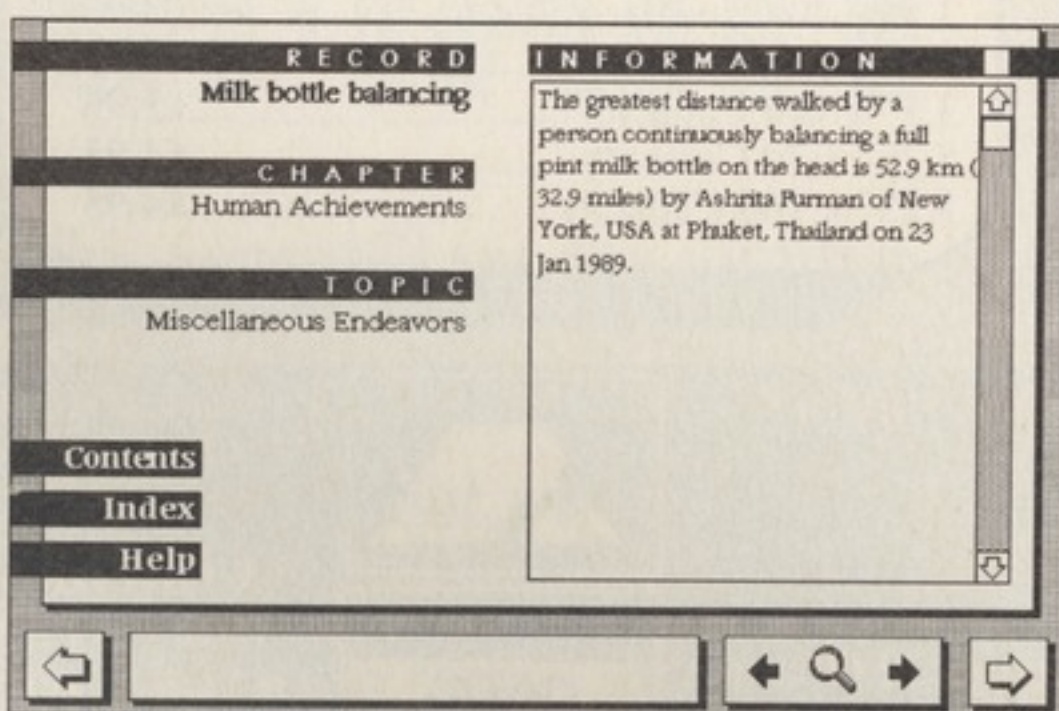 RECORD
Milk bottle balancing
CHAPTER
Human Achievements
TOPIC
Miscellaneous Endeavors
Contents
Index
Help
INFORMATION
The greatest distance walked by a
person continuously balancing a full
pint milk bottle on the head is 52.9 km (
32.9 miles) by Ashrita Furman of New
York, USA at Phuket, Thailand on 23
Jan 1989.